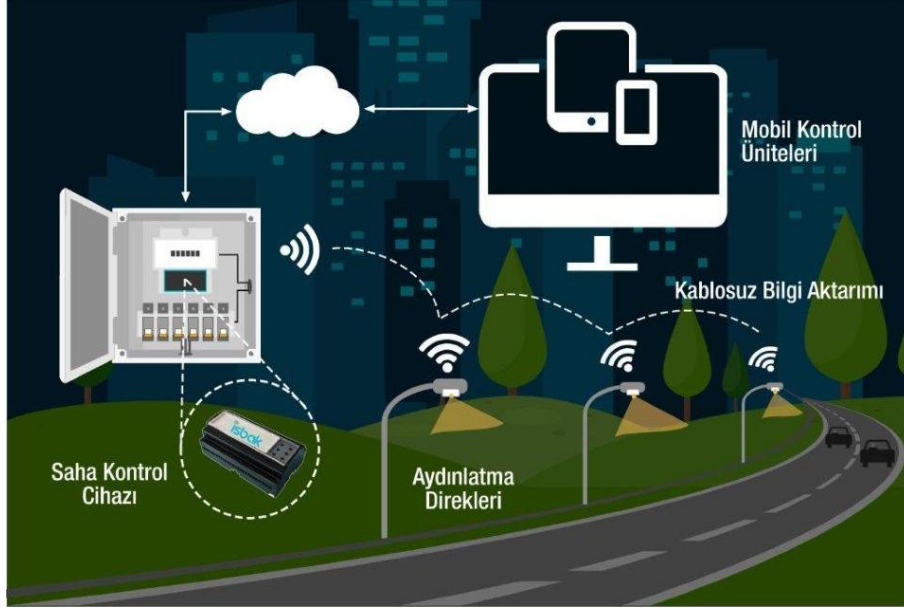 Mobil Kontrol
Üniteleri
Kablosuz Bilgi Aktarımı
isbak
Saha Kontrol
Cihazı
Aydınlatma
Direkleri